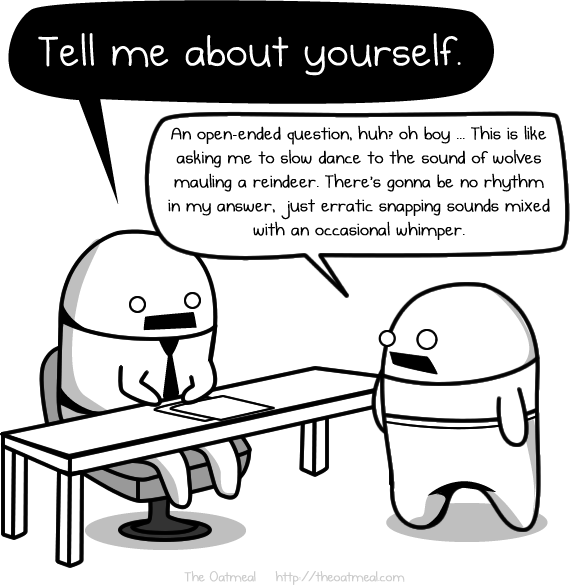 Tell me about yourself.
An open-ended question, huh? oh boy ... This is like
asking me to slow dance to the sound of wolves
mauling a reindeer. There's gonna be no rhythm
in my answer, just erratic snapping sounds mixed
with an occasional whimper.
The Oatmeal http://theoatmeal.com